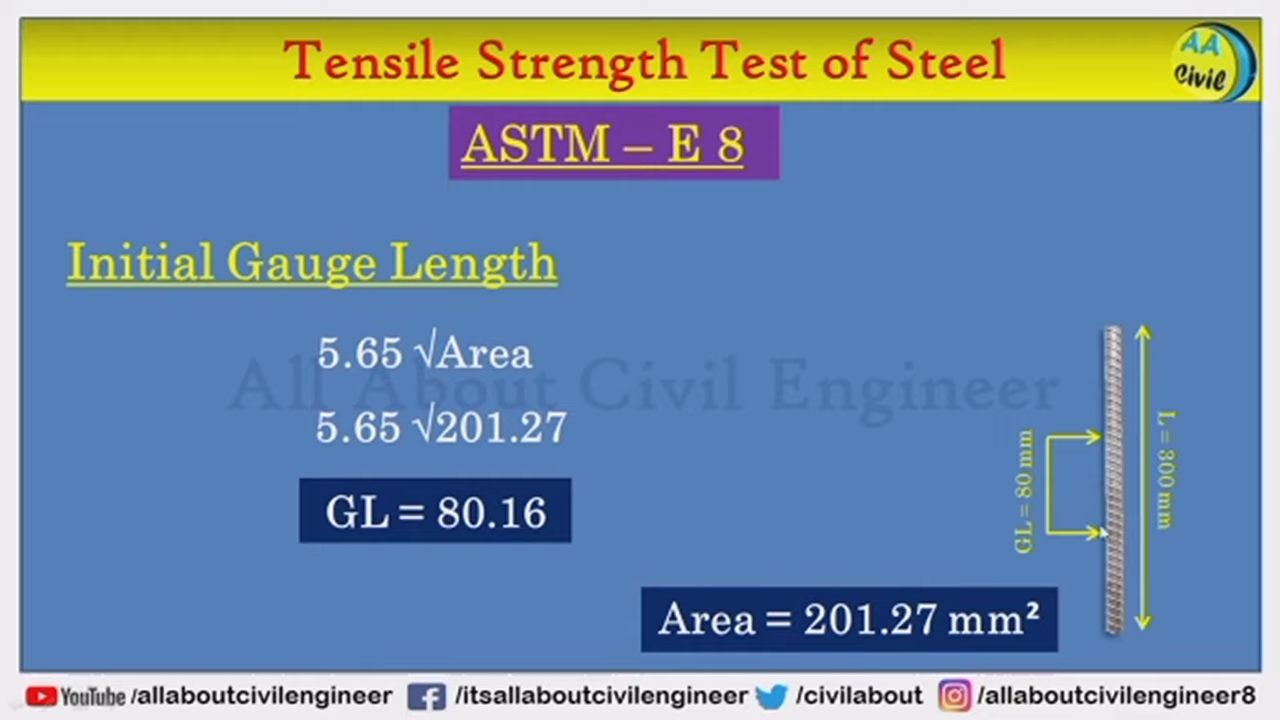 Tensile Strength Test of Steel
AA
Civil
ASTM – E 8
Initial Gauge Length
5.65 √Area
All About Civil Engineer
5.65 √201.27
GL = 80.16
GL = 80 mm
L = 300 mm
Area = 201.27 mm²
YouTube /allaboutcivilengineer /itsallaboutcivilengineer /civilabout /allaboutcivilengineer8